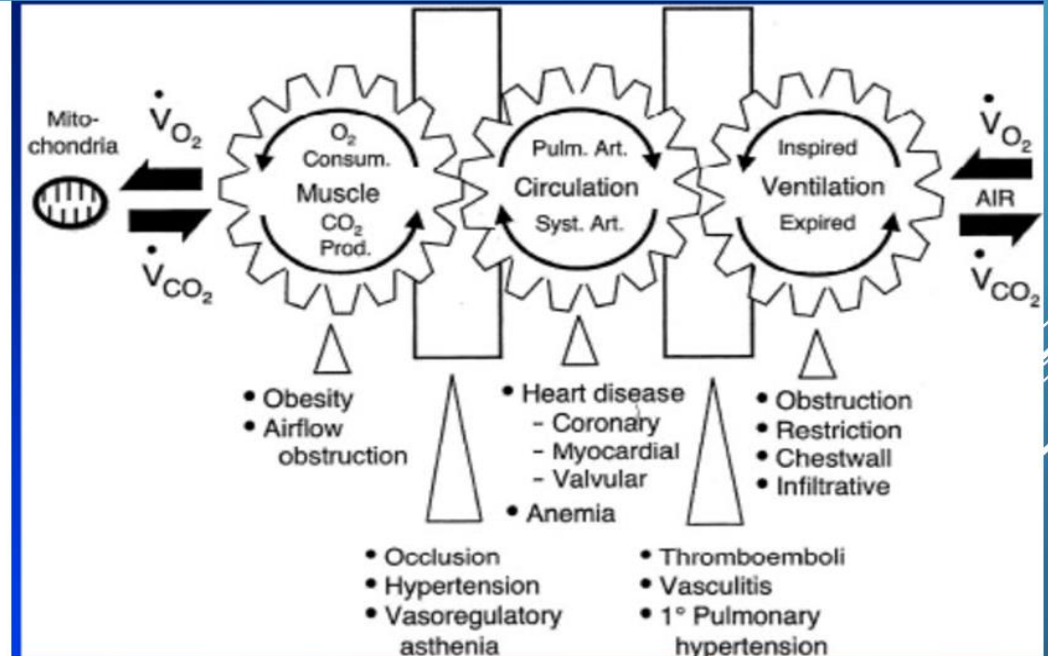 Mito-
chondria
V̇O₂
V̇CO₂
O₂
Consum.
Muscle
CO₂
Prod.
Pulm. Art.
Circulation
Syst. Art.
Inspired
Ventilation
Expired
V̇O₂
AIR
V̇CO₂
• Obesity
• Airflow
obstruction
• Heart disease
- Coronary
- Myocardial
- Valvular
• Anemia
• Obstruction
• Restriction
• Chestwall
• Infiltrative
• Occlusion
• Hypertension
• Vasoregulatory
asthenia
• Thromboemboli
• Vasculitis
• 1° Pulmonary
hypertension